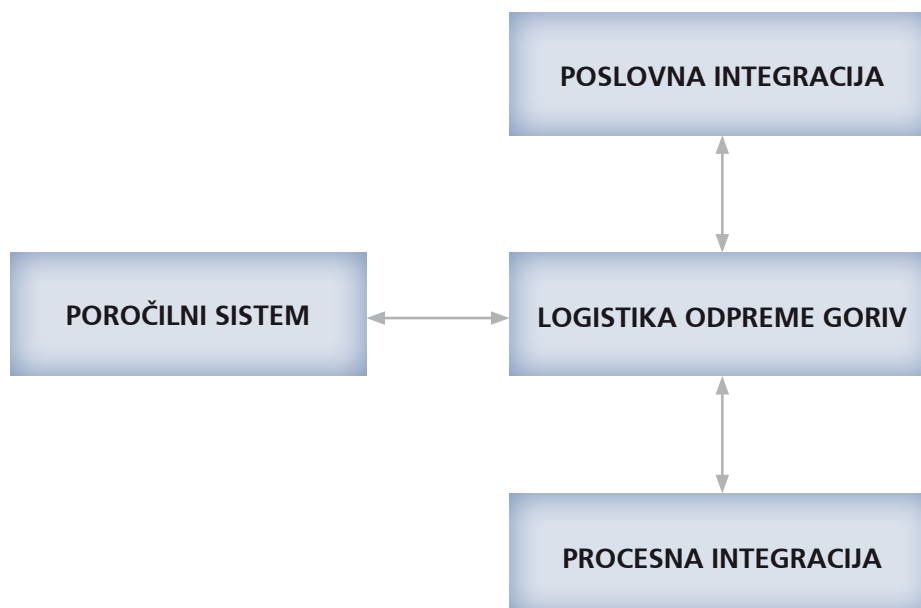 POSLOVNA INTEGRACIJA
POROČILNI SISTEM
LOGISTIKA ODPREME GORIV
PROCESNA INTEGRACIJA